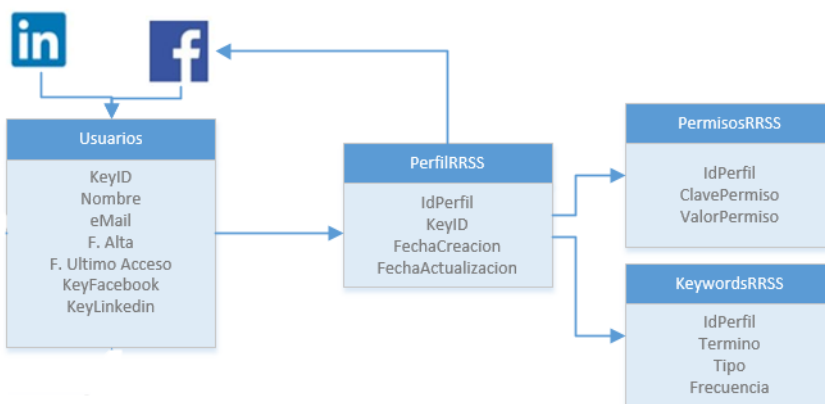 in
f
Usuarios
KeyID
Nombre
eMail
F. Alta
F. Ultimo Acceso
KeyFacebook
KeyLinkedin
PerfilRRSS
IdPerfil
KeyID
FechaCreacion
FechaActualizacion
PermisosRRSS
IdPerfil
ClavePermiso
ValorPermiso
KeywordsRRSS
IdPerfil
Termino
Tipo
Frecuencia